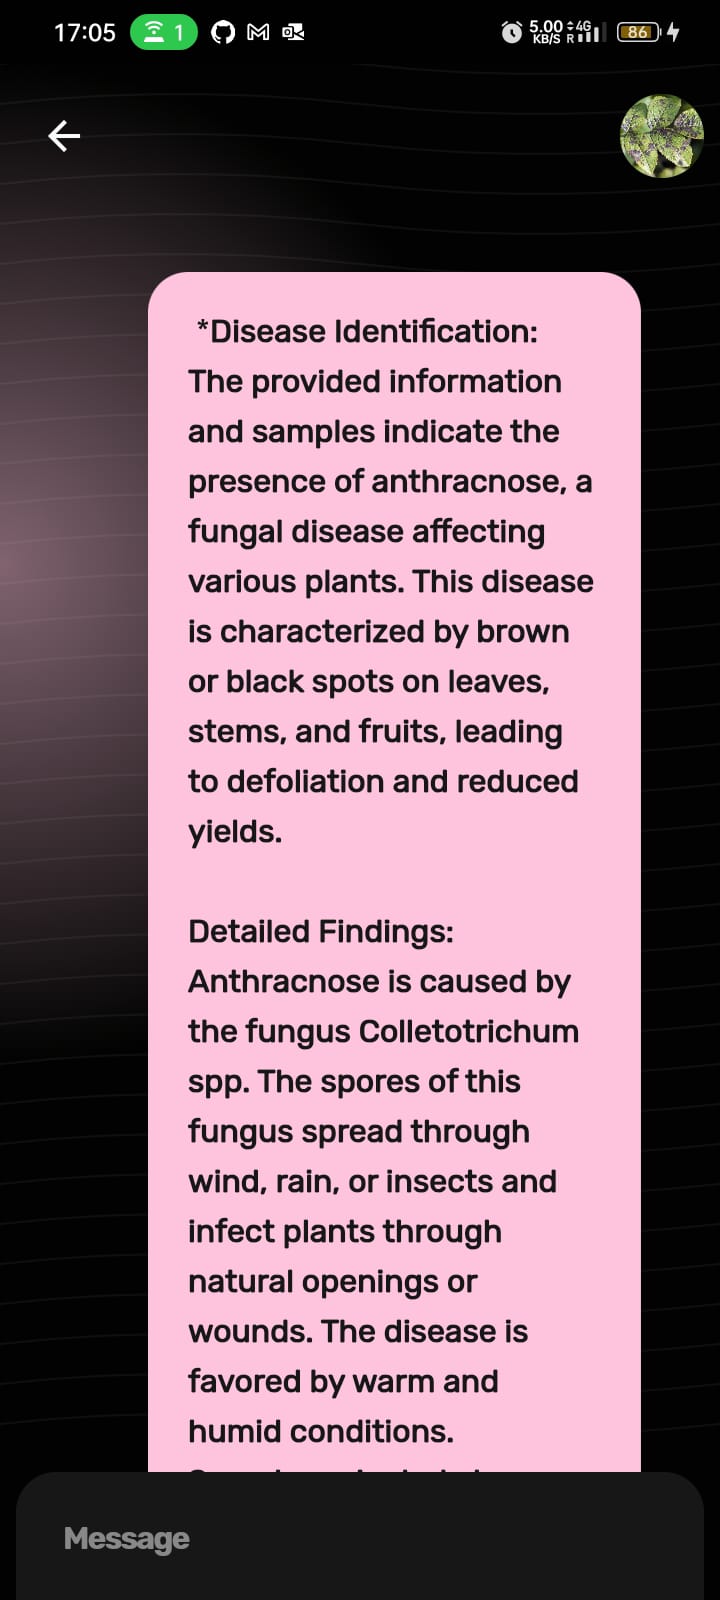 17:05
1
5.00
KB/S
4G
R
86
*Disease Identification:
The provided information
and samples indicate the
presence of anthracnose, a
fungal disease affecting
various plants. This disease
is characterized by brown
or black spots on leaves,
stems, and fruits, leading
to defoliation and reduced
yields.
Detailed Findings:
Anthracnose is caused by
the fungus Colletotrichum
spp. The spores of this
fungus spread through
wind, rain, or insects and
infect plants through
natural openings or
wounds. The disease is
favored by warm and
humid conditions.
Message